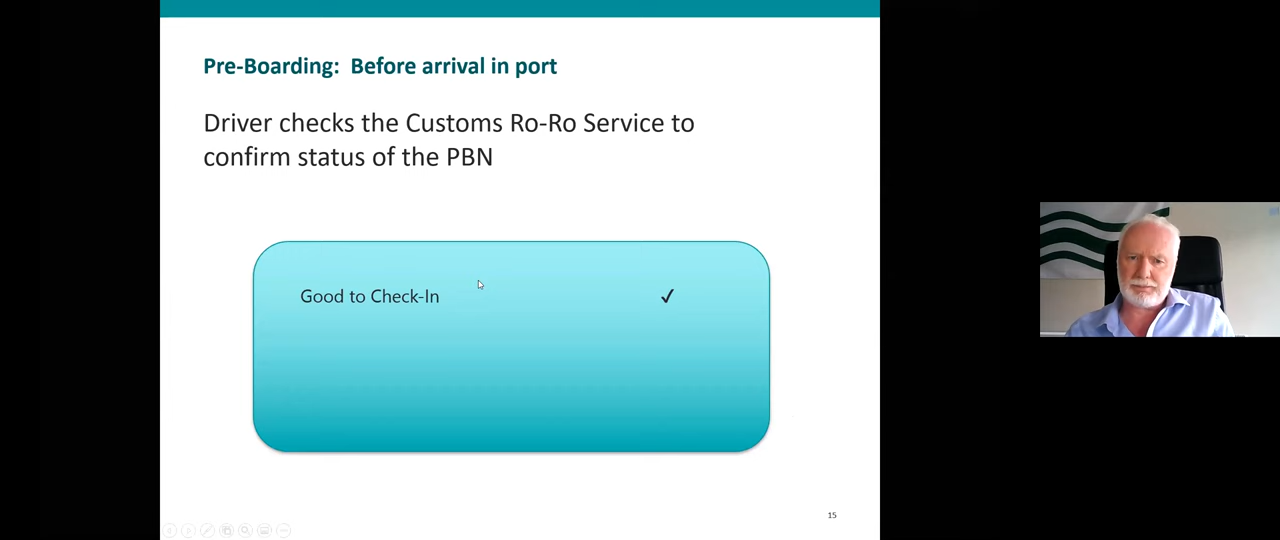 Pre-Boarding: Before arrival in port
Driver checks the Customs Ro-Ro Service to
confirm status of the PBN
Good to Check-In ✓
15